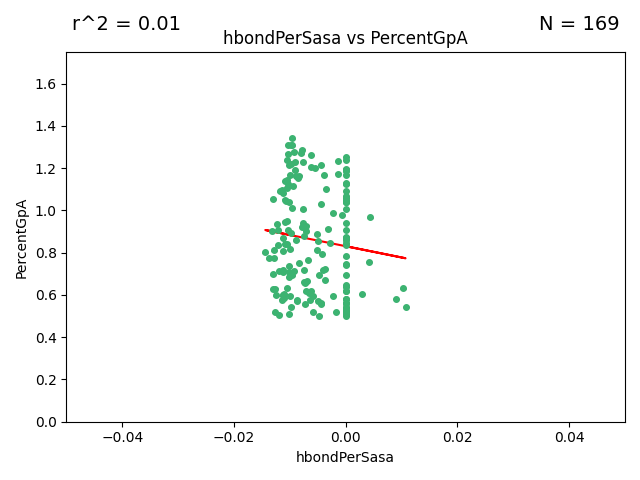 r^2 = 0.01
N = 169
hbondPerSasa vs PercentGpA
1.6
1.4
1.2
1.0
0.8
0.6
0.4
0.2
0.0
PercentGpA
−0.04 −0.02 0.00 0.02 0.04
hbondPerSasa